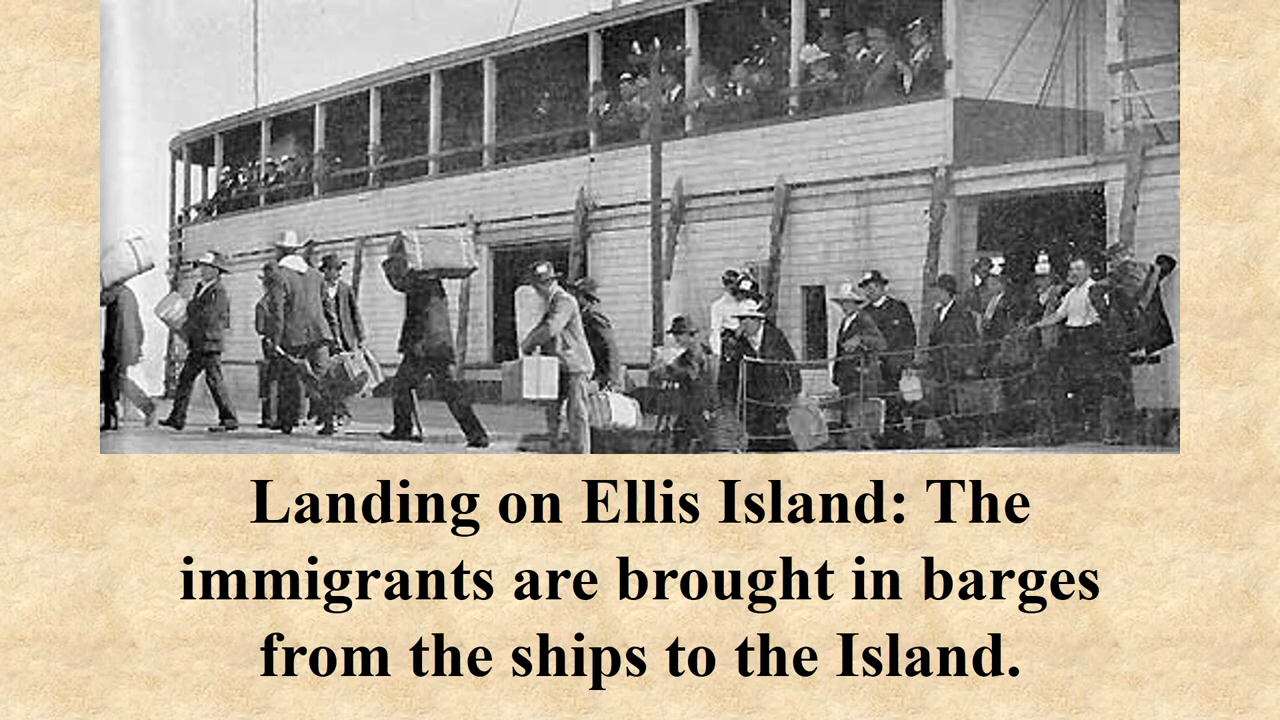 Landing on Ellis Island: The
immigrants are brought in barges
from the ships to the Island.